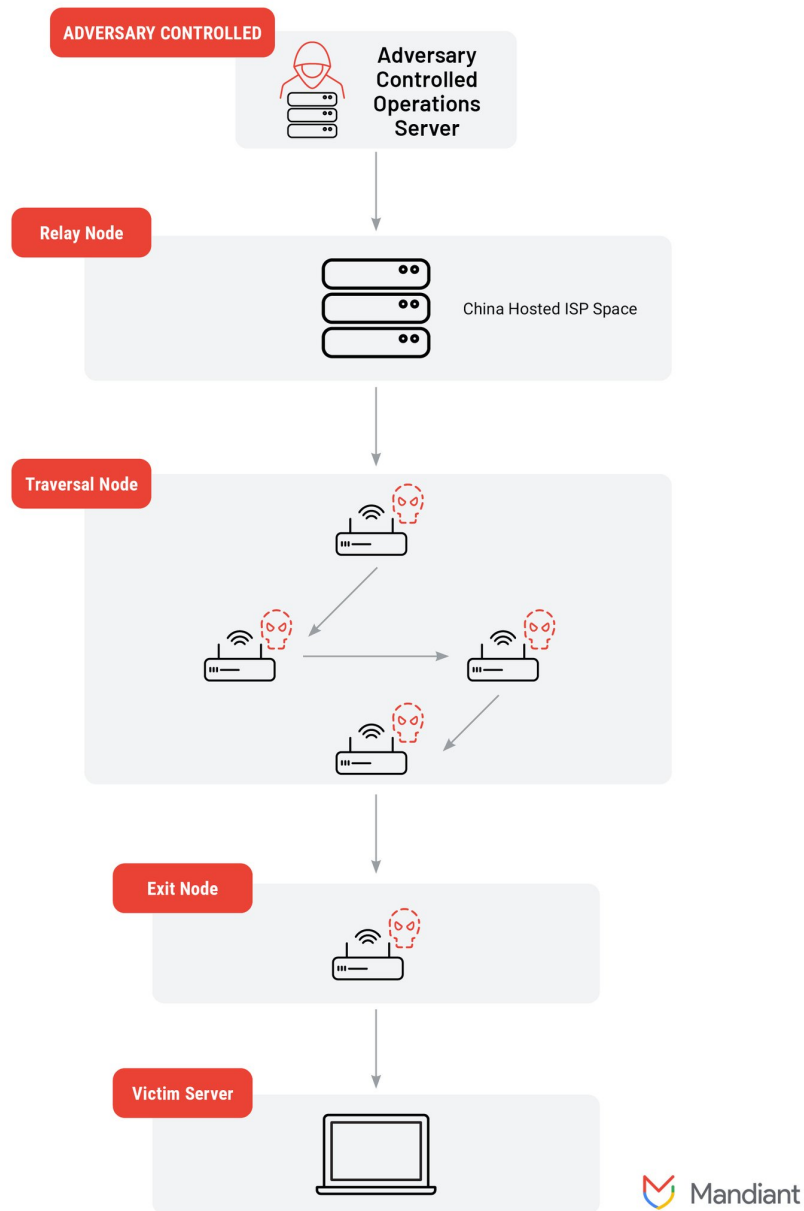 ADVERSARY CONTROLLED
Adversary
Controlled
Operations
Server
Relay Node
China Hosted ISP Space
Traversal Node
Exit Node
Victim Server
Mandiant